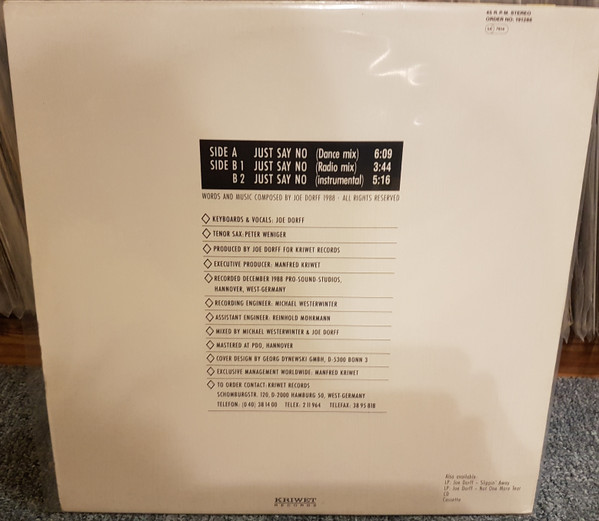 45 R.P.M. STEREO
ORDER NO: 191288
SIDE A JUST SAY NO (Dance mix) 6:09
SIDE B 1 JUST SAY NO (Radio mix) 3:44
B 2 JUST SAY NO (instrumental) 5:16
WORDS AND MUSIC COMPOSED BY JOE DORFF 1988 - ALL RIGHTS RESERVED
KEYBOARDS & VOCALS: JOE DORFF
TENOR SAX: PETER WENIGER
PRODUCED BY JOE DORFF FOR KRIWET RECORDS
EXECUTIVE PRODUCER: MANFRED KRIWET
RECORDED DECEMBER 1988 PRO-SOUND-STUDIOS,
HANNOVER, WEST-GERMANY
RECORDING ENGINEER: MICHAEL WESTERWINTER
ASSISTANT ENGINEER: REINHOLD MOHRMANN
MIXED BY MICHAEL WESTERWINTER & JOE DORFF
MASTERED AT PDO, HANNOVER
COVER DESIGN BY GEORG DYNEWSKI GMBH, D-5300 BONN 3
EXCLUSIVE MANAGEMENT WORLDWIDE: MANFRED KRIWET
TO ORDER CONTACT: KRIWET RECORDS
SCHOMBURGSTR. 120, D-2000 HAMBURG 50, WEST-GERMANY
TELEFON: (0 40) 38 14 00 TELEX: 2 11 964 TELEFAX: 38 95 818
Also available:
LP: Joe Dorff - Slippin' Away
LP: Joe Dorff - Not One More Tear
CD
Cassette
KRIWET
RECORDS